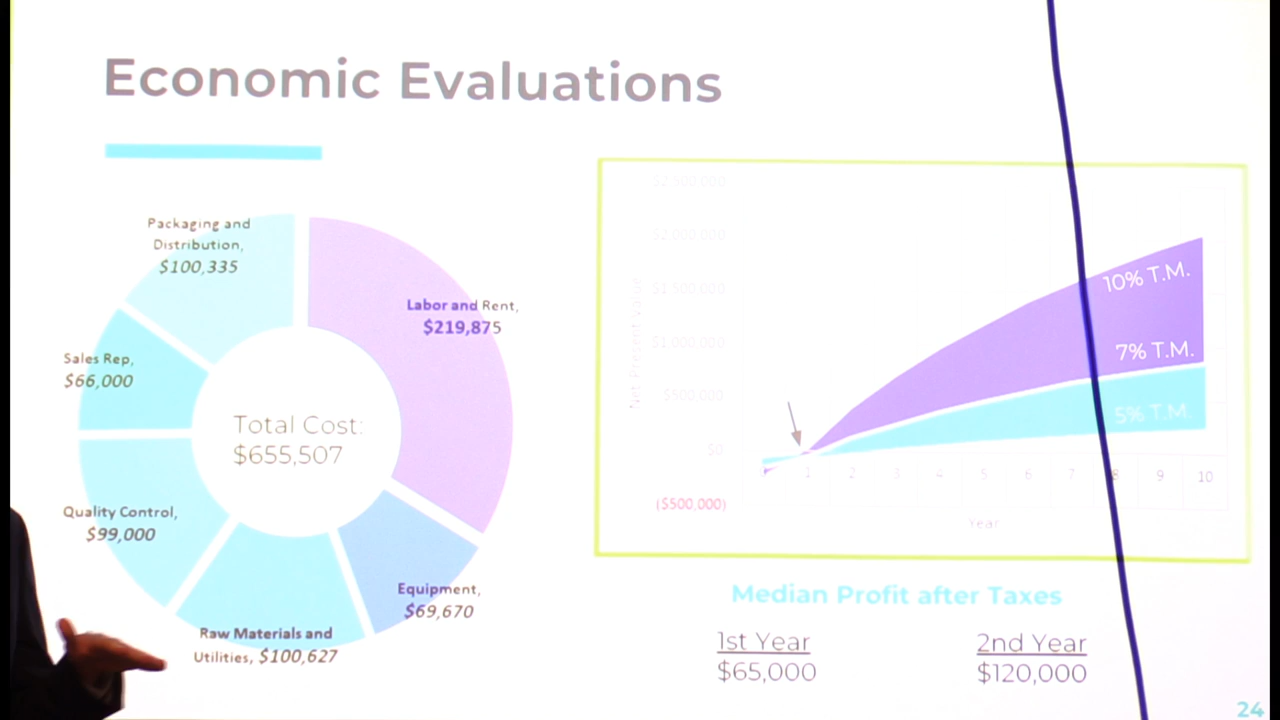 Economic Evaluations
Packaging and
Distribution,
$100,335
Labor and Rent,
$219,875
Sales Rep,
$66,000
Total Cost:
$655,507
Quality Control,
$99,000
Equipment,
$69,670
Raw Materials and
Utilities, $100,627
$2 500 000
$2 000 000
$1 500 000
$1 000 000
$500 000
$0
($500,000)
Net Present Value
10% T.M.
7% T.M.
5% T.M.
1 2 3 4 5 6 7 8 9 10
Year
Median Profit after Taxes
1st Year
$65,000
2nd Year
$120,000
24